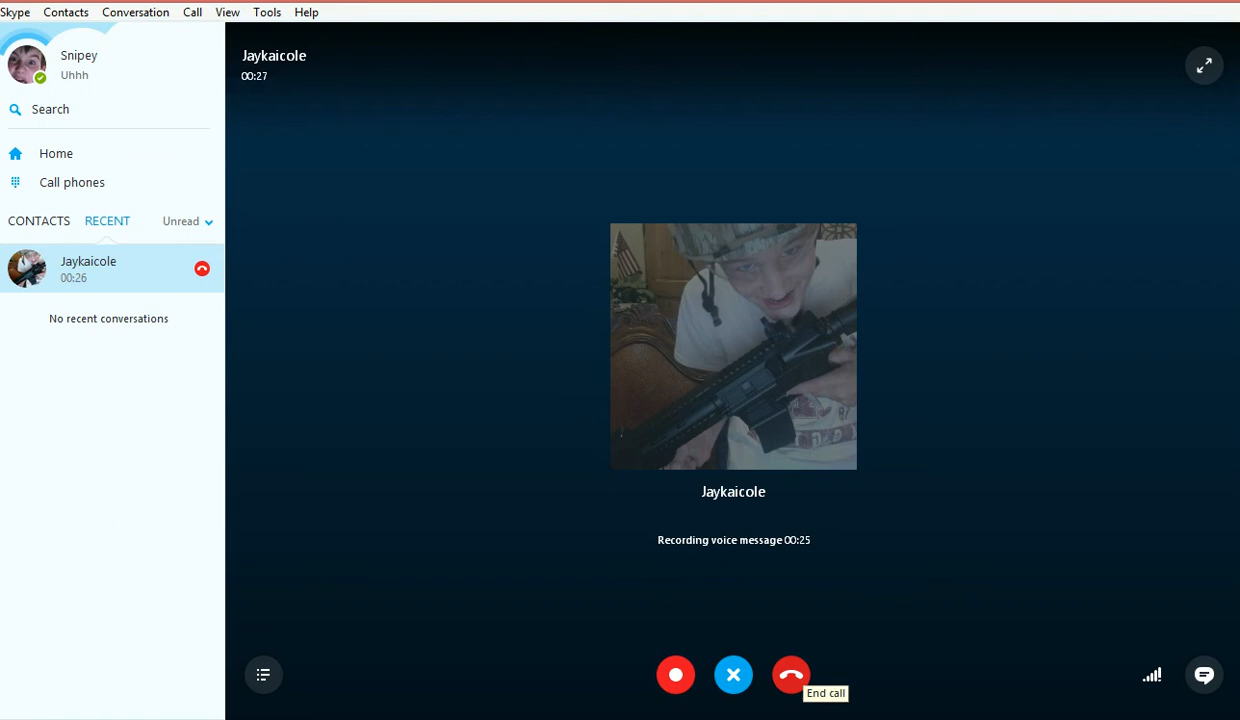 Skype Contacts Conversation Call View Tools Help
Snipey
Uhhh
Search
Home
Call phones
CONTACTS RECENT Unread
Jaykaicole
00:26
No recent conversations
Jaykaicole
00:27
Jaykaicole
Recording voice message 00:25
End call